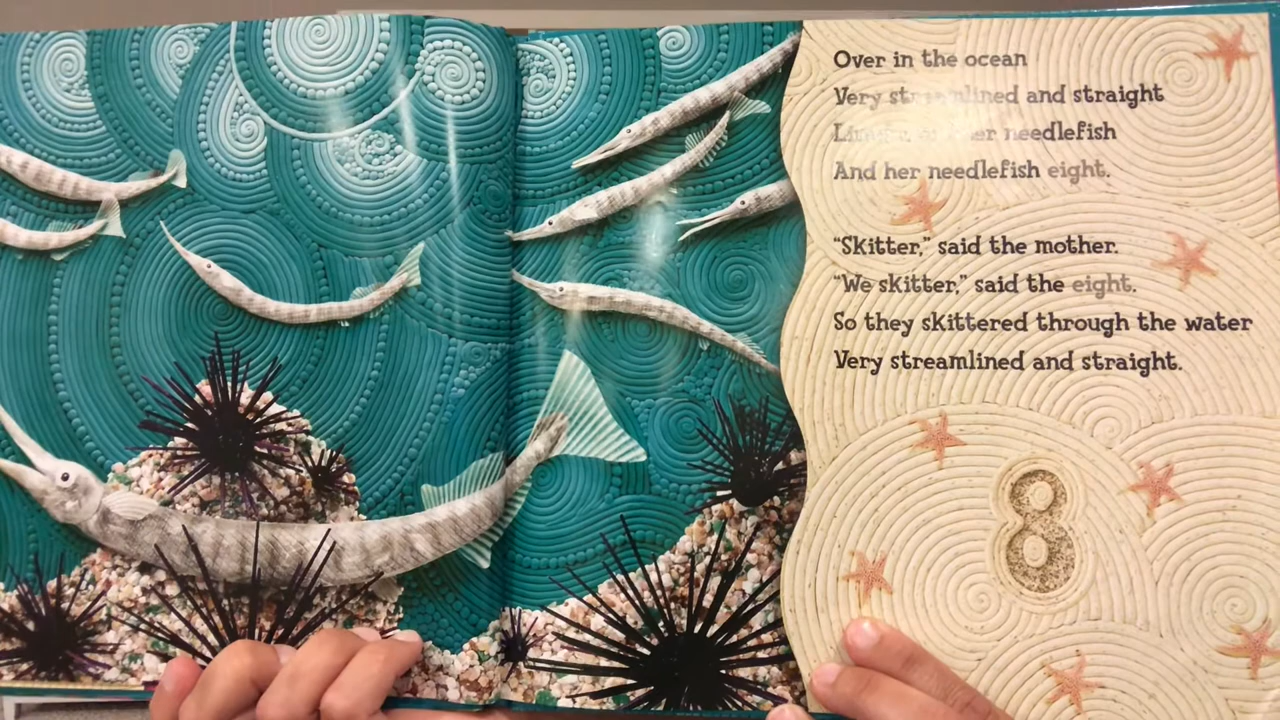 Over in the ocean
Very streamlined and straight
her needlefish
And her needlefish eight.
“Skitter,” said the mother.
“We skitter,” said the eight.
So they skittered through the water
Very streamlined and straight.
8